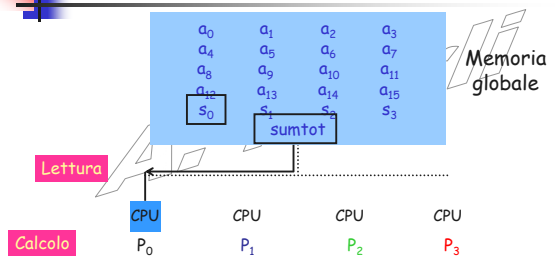 a0 a1 a2 a3
a4 a5 a6 a7
a8 a9 a10 a11
a12 a13 a14 a15
s0 s1 s2 s3
sumtot
Memoria
globale
Lettura
CPU CPU CPU CPU
Calcolo P0 P1 P2 P3